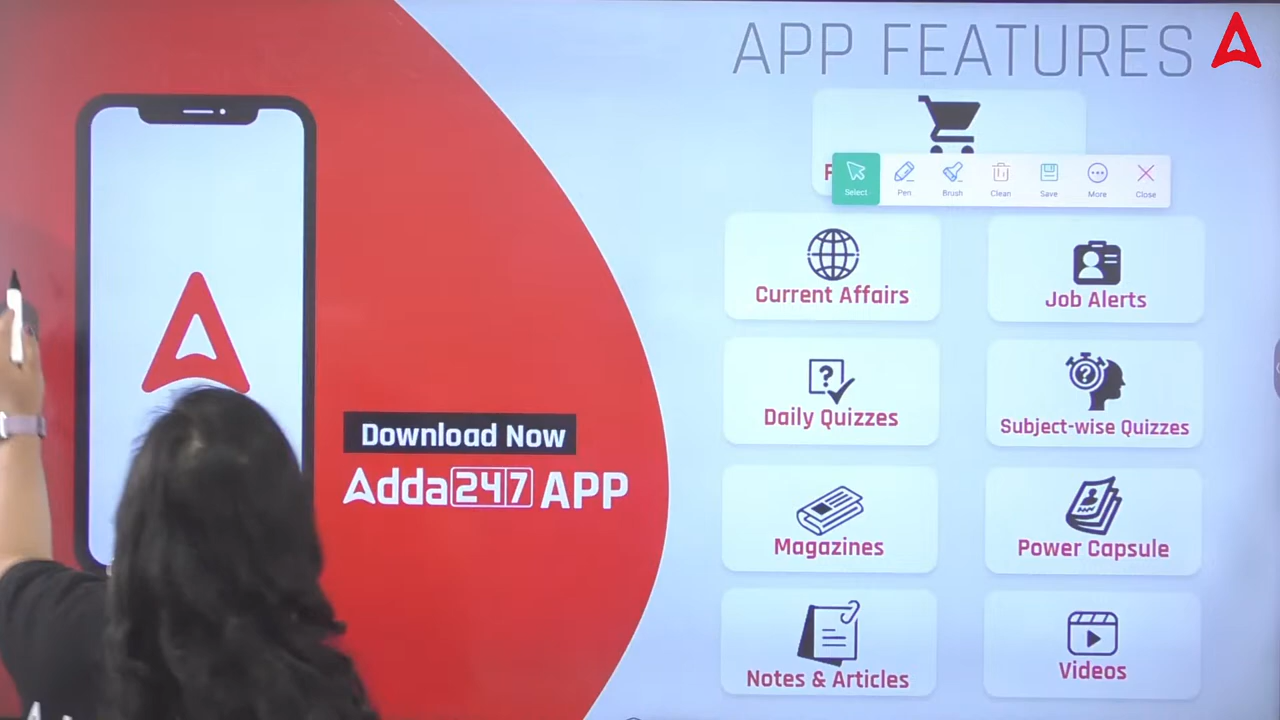 APP FEATURES
Select
Pen
Brush
Clean
Save
More
Close
Current Affairs
Job Alerts
Daily Quizzes
Subject-wise Quizzes
Download Now
Adda247 APP
Magazines
Power Capsule
Notes & Articles
Videos